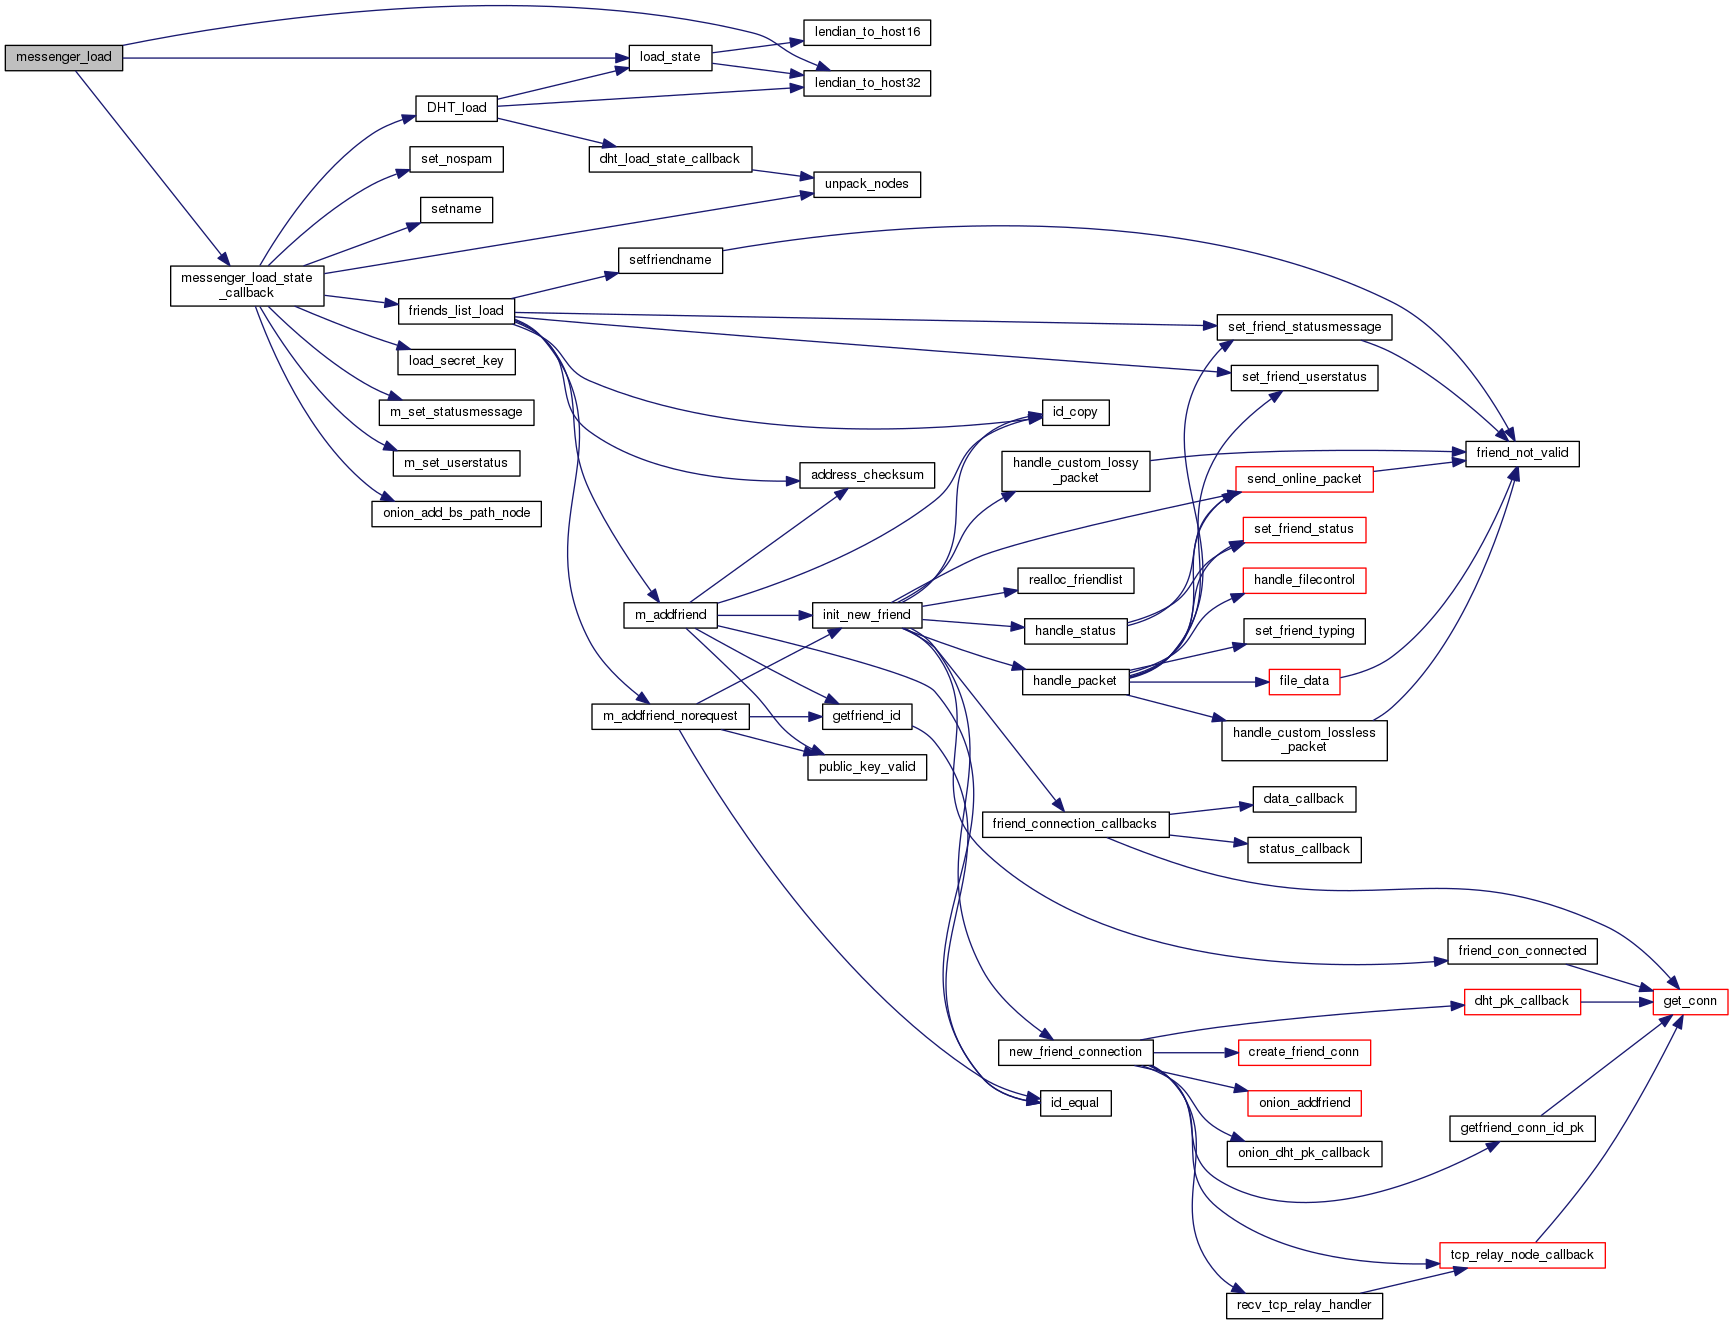 messenger_load
load_state
lendian_to_host16
lendian_to_host32
DHT_load
set_nospam
dht_load_state_callback
unpack_nodes
setname
messenger_load_state
_callback
setfriendname
friends_list_load
set_friend_statusmessage
load_secret_key
set_friend_userstatus
m_set_statusmessage
id_copy
m_set_userstatus
address_checksum
handle_custom_lossy
_packet
friend_not_valid
send_online_packet
onion_add_bs_path_node
set_friend_status
realloc_friendlist
handle_filecontrol
m_addfriend
init_new_friend
handle_status
set_friend_typing
handle_packet
file_data
m_addfriend_norequest
getfriend_id
handle_custom_lossless
_packet
public_key_valid
data_callback
friend_connection_callbacks
status_callback
friend_con_connected
dht_pk_callback
get_conn
new_friend_connection
create_friend_conn
id_equal
onion_addfriend
getfriend_conn_id_pk
onion_dht_pk_callback
tcp_relay_node_callback
recv_tcp_relay_handler